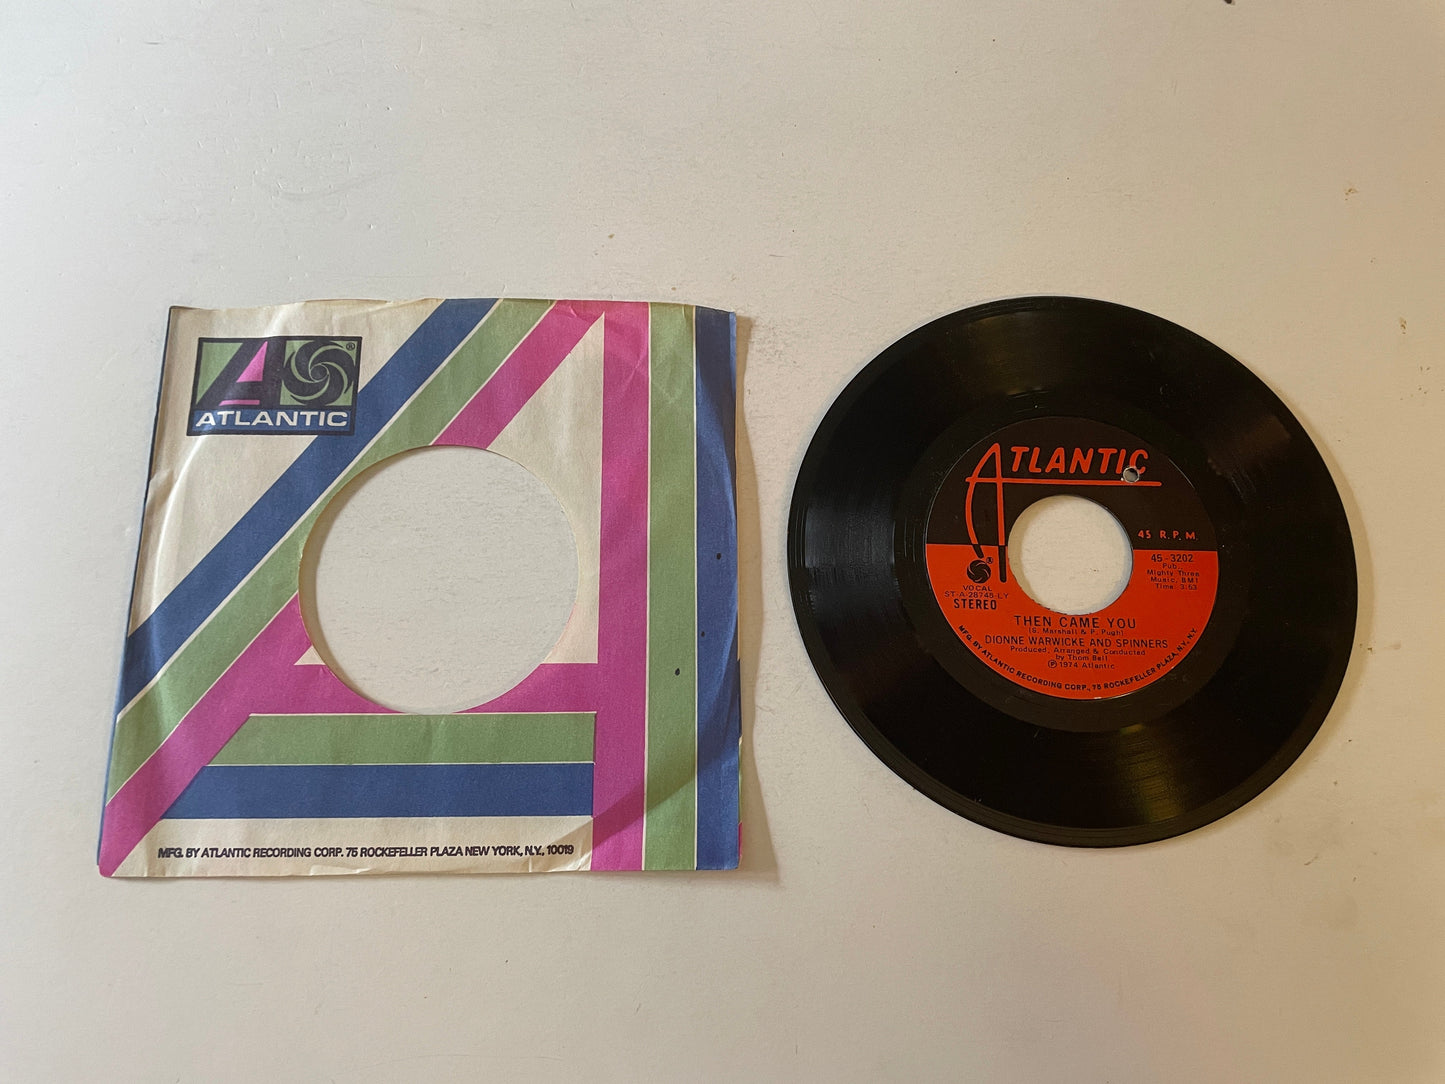 ATLANTIC
MFG. BY ATLANTIC RECORDING CORP. 75 ROCKEFELLER PLAZA NEW YORK, N.Y., 10019
ATLANTIC
45 R.P.M.
45-3202
Pub.,
Mighty Three
Music, BMI
Time: 3:53
VOCAL
ST-A-28748-LY
STEREO
THEN CAME YOU
(S. Marshall & P. Pugh)
DIONNE WARWICKE AND SPINNERS
Produced, Arranged & Conducted
by Thom Bell
℗ 1974 Atlantic
MFG. BY ATLANTIC RECORDING CORP., 75 ROCKEFELLER PLAZA, N.Y., N.Y.